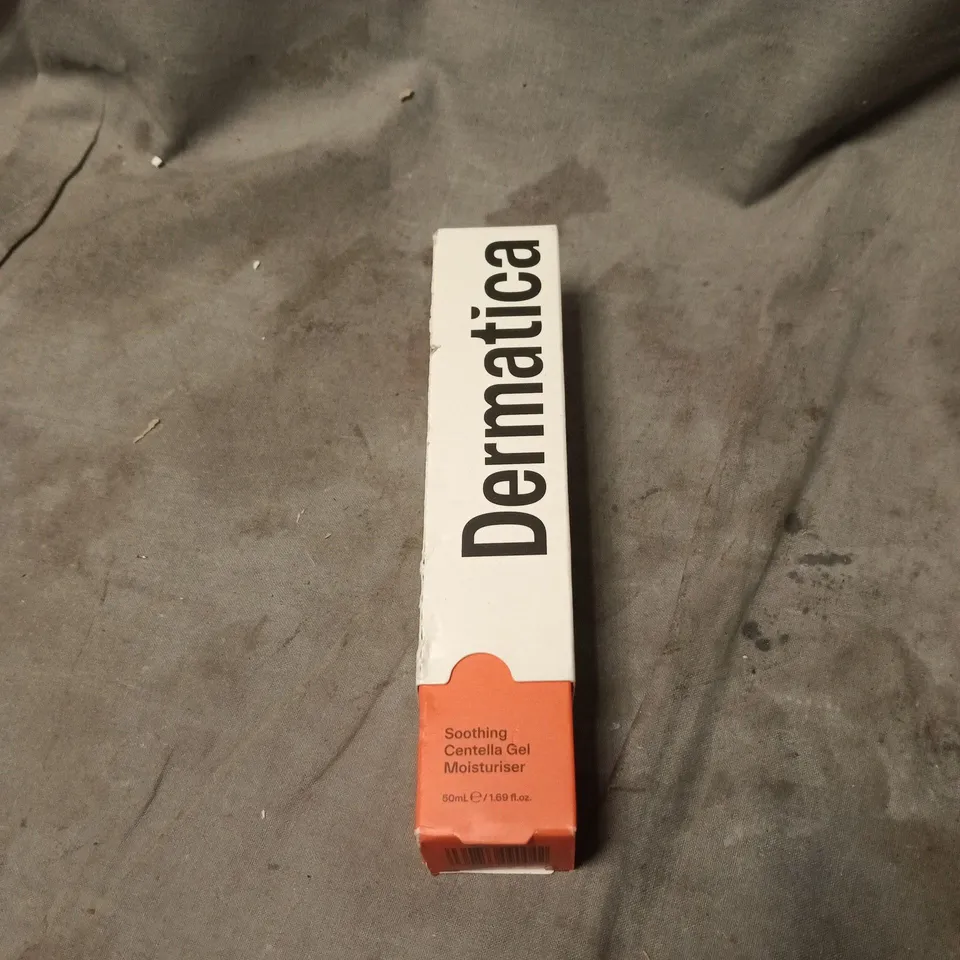 Dermatica
Soothing
Centella Gel
Moisturiser
50mL ℮ / 1.69 fl.oz.